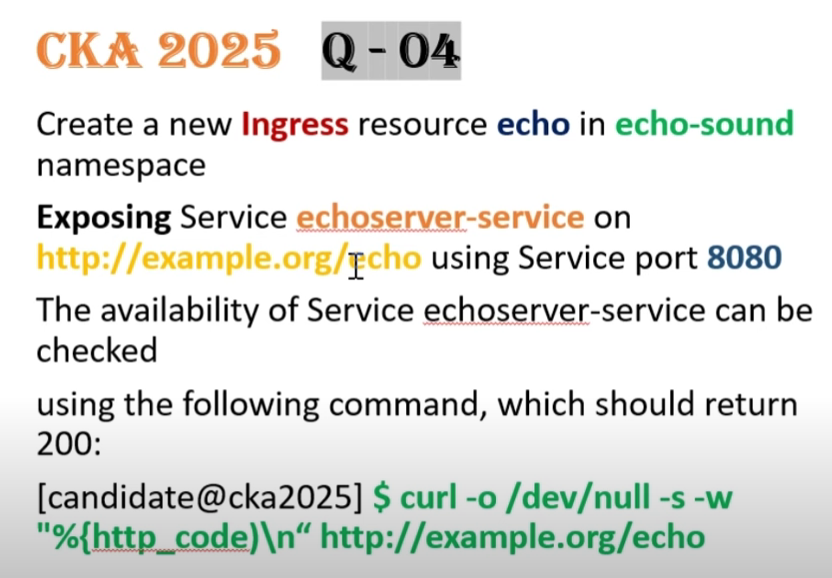 CKA 2025 Q - 04
Create a new Ingress resource echo in echo-sound
namespace
Exposing Service echoserver-service on
http://example.org/echo using Service port 8080
The availability of Service echoserver-service can be
checked
using the following command, which should return
200:
[candidate@cka2025] $ curl -o /dev/null -s -w
"%{http_code)\n“ http://example.org/echo